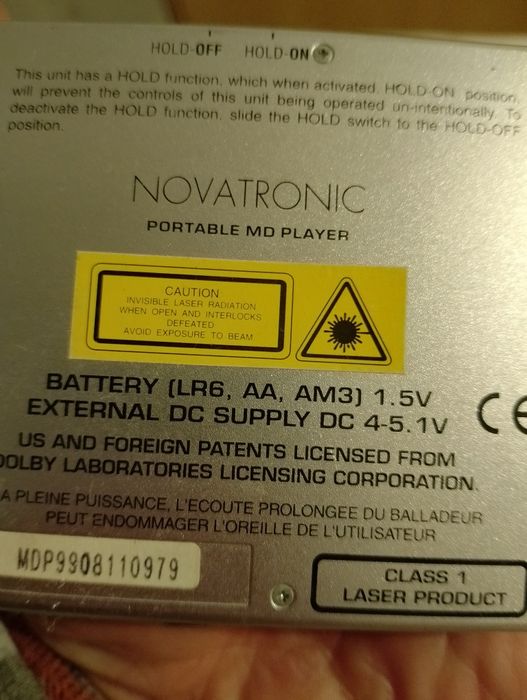 HOLD-OFF HOLD-ON
This unit has a HOLD function, which when activated, HOLD-ON position,
will prevent the controls of this unit being operated un-intentionally. To
deactivate the HOLD function, slide the HOLD switch to the HOLD-OFF
position.
NOVATRONIC
PORTABLE MD PLAYER
CAUTION
INVISIBLE LASER RADIATION
WHEN OPEN AND INTERLOCKS
DEFEATED
AVOID EXPOSURE TO BEAM
BATTERY (LR6, AA, AM3) 1.5V
EXTERNAL DC SUPPLY DC 4-5.1V
CE
US AND FOREIGN PATENTS LICENSED FROM
DOLBY LABORATORIES LICENSING CORPORATION.
A PLEINE PUISSANCE, L'ECOUTE PROLONGEE DU BALLADEUR
PEUT ENDOMMAGER L'OREILLE DE L'UTILISATEUR
MDP9908110979
CLASS 1
LASER PRODUCT